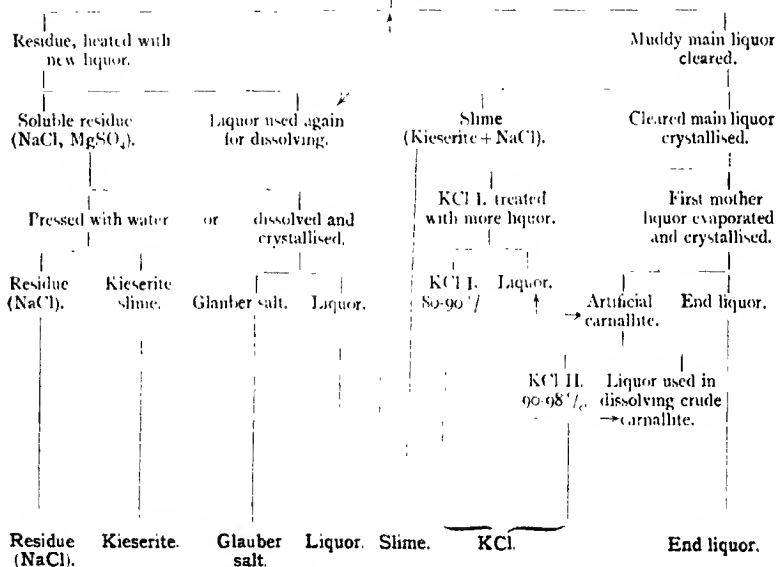 Residue, heated with
new liquor.
Muddy main liquor
cleared.
Soluble residue
(NaCl, MgSO₄).
Liquor used again
for dissolving.
Slime
(Kieserite + NaCl).
Cleared main liquor
crystallised.
Pressed with water
or
dissolved and
crystallised.
KCl I. treated
with more liquor.
First mother
liquor evaporated
and crystallised.
Residue
(NaCl).
Kieserite
slime.
Glauber salt.
Liquor.
KCl I.
80-90 %
Liquor.
Artificial
carnallite.
End liquor.
KCl II.
90-98 %.
Liquor used in
dissolving crude
carnallite.
Residue
(NaCl).
Kieserite.
Glauber
salt.
Liquor.
Slime.
KCl.
End liquor.